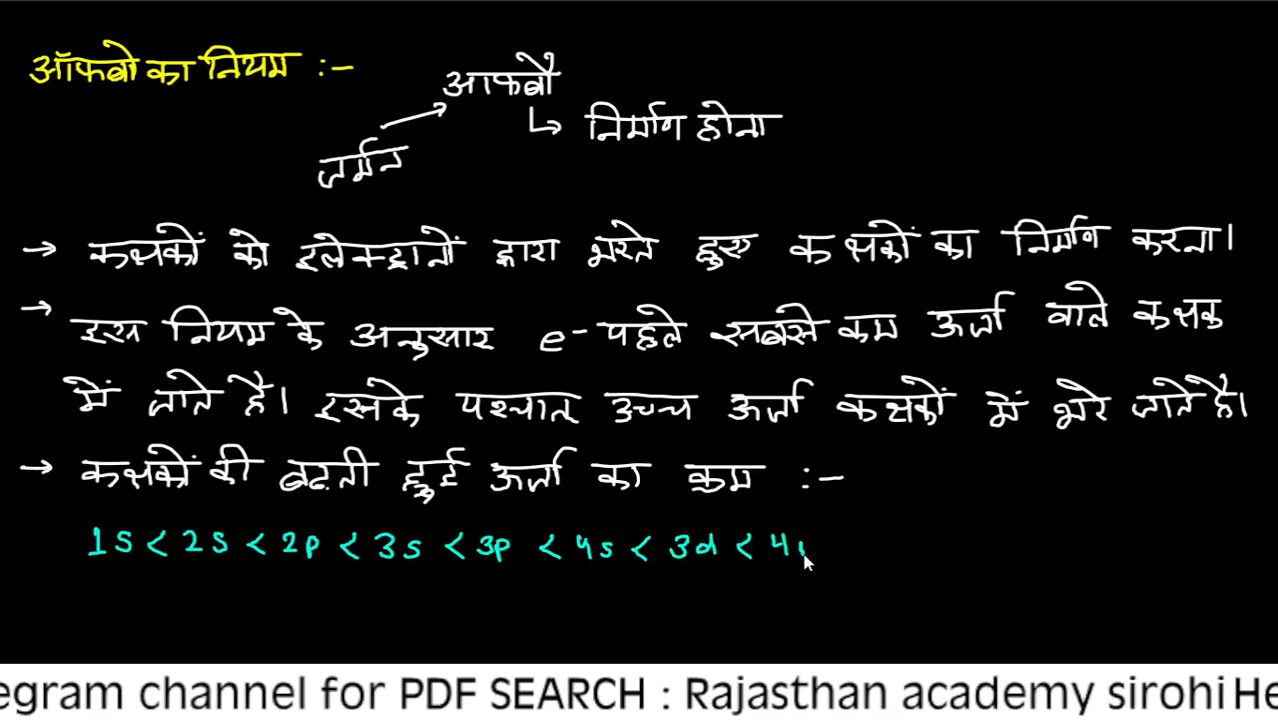 ऑफबो का नियम :-
आफबौ
↳ निर्माण होना
जर्मन
→ कक्षकों को इलेक्ट्रानों द्वारा भरते हुए कक्षकों का निर्माण करना।
→ इस नियम के अनुसार e- पहले सबसे कम ऊर्जा वाले कक्षक
में जाते है। इसके पश्चात् उच्च ऊर्जा कक्षकों में भरे जाते है।
→ कक्षकों की बढ़ती हुई ऊर्जा का क्रम :-
1s < 2s < 2p < 3s < 3p < 4s < 3d < 4
egram channel for PDF SEARCH : Rajasthan academy sirohi He